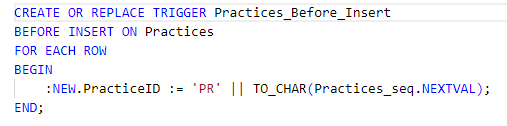 CREATE OR REPLACE TRIGGER Practices_Before_Insert
BEFORE INSERT ON Practices
FOR EACH ROW
BEGIN
    :NEW.PracticeID := 'PR' || TO_CHAR(Practices_seq.NEXTVAL);
END;